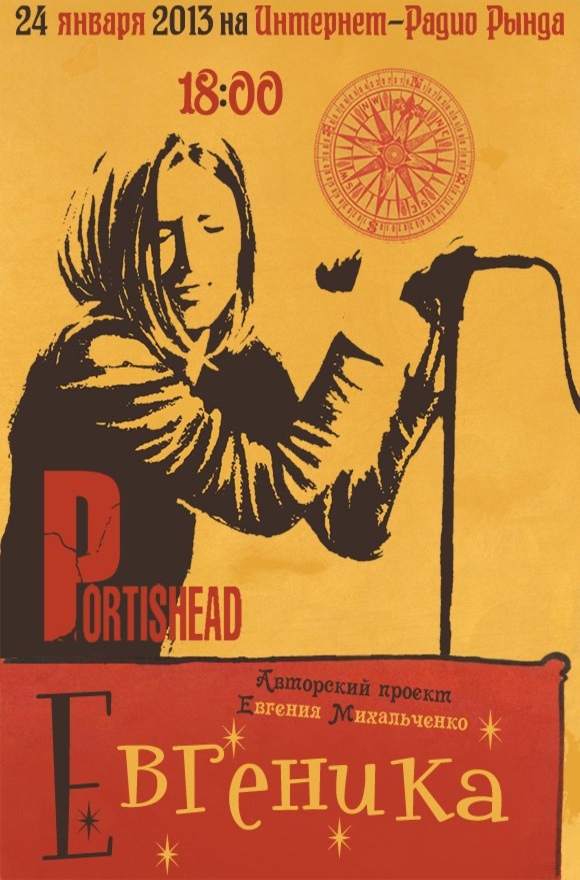 24 января 2013 на Интернет-Радио Рында
18:00
PORTISHEAD
Авторский проект
Евгения Михальченко
Евгеника